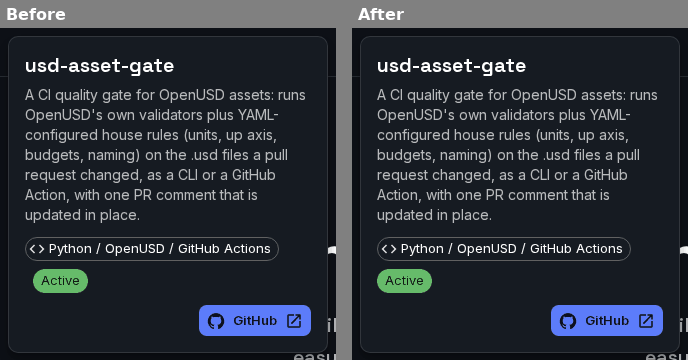 Before
After
usd-asset-gate
A CI quality gate for OpenUSD assets: runs
OpenUSD's own validators plus YAML-
configured house rules (units, up axis,
budgets, naming) on the .usd files a pull
request changed, as a CLI or a GitHub
Action, with one PR comment that is
updated in place.
Python / OpenUSD / GitHub Actions
Active
GitHub
usd-asset-gate
A CI quality gate for OpenUSD assets: runs
OpenUSD's own validators plus YAML-
configured house rules (units, up axis,
budgets, naming) on the .usd files a pull
request changed, as a CLI or a GitHub
Action, with one PR comment that is
updated in place.
Python / OpenUSD / GitHub Actions
Active
GitHub